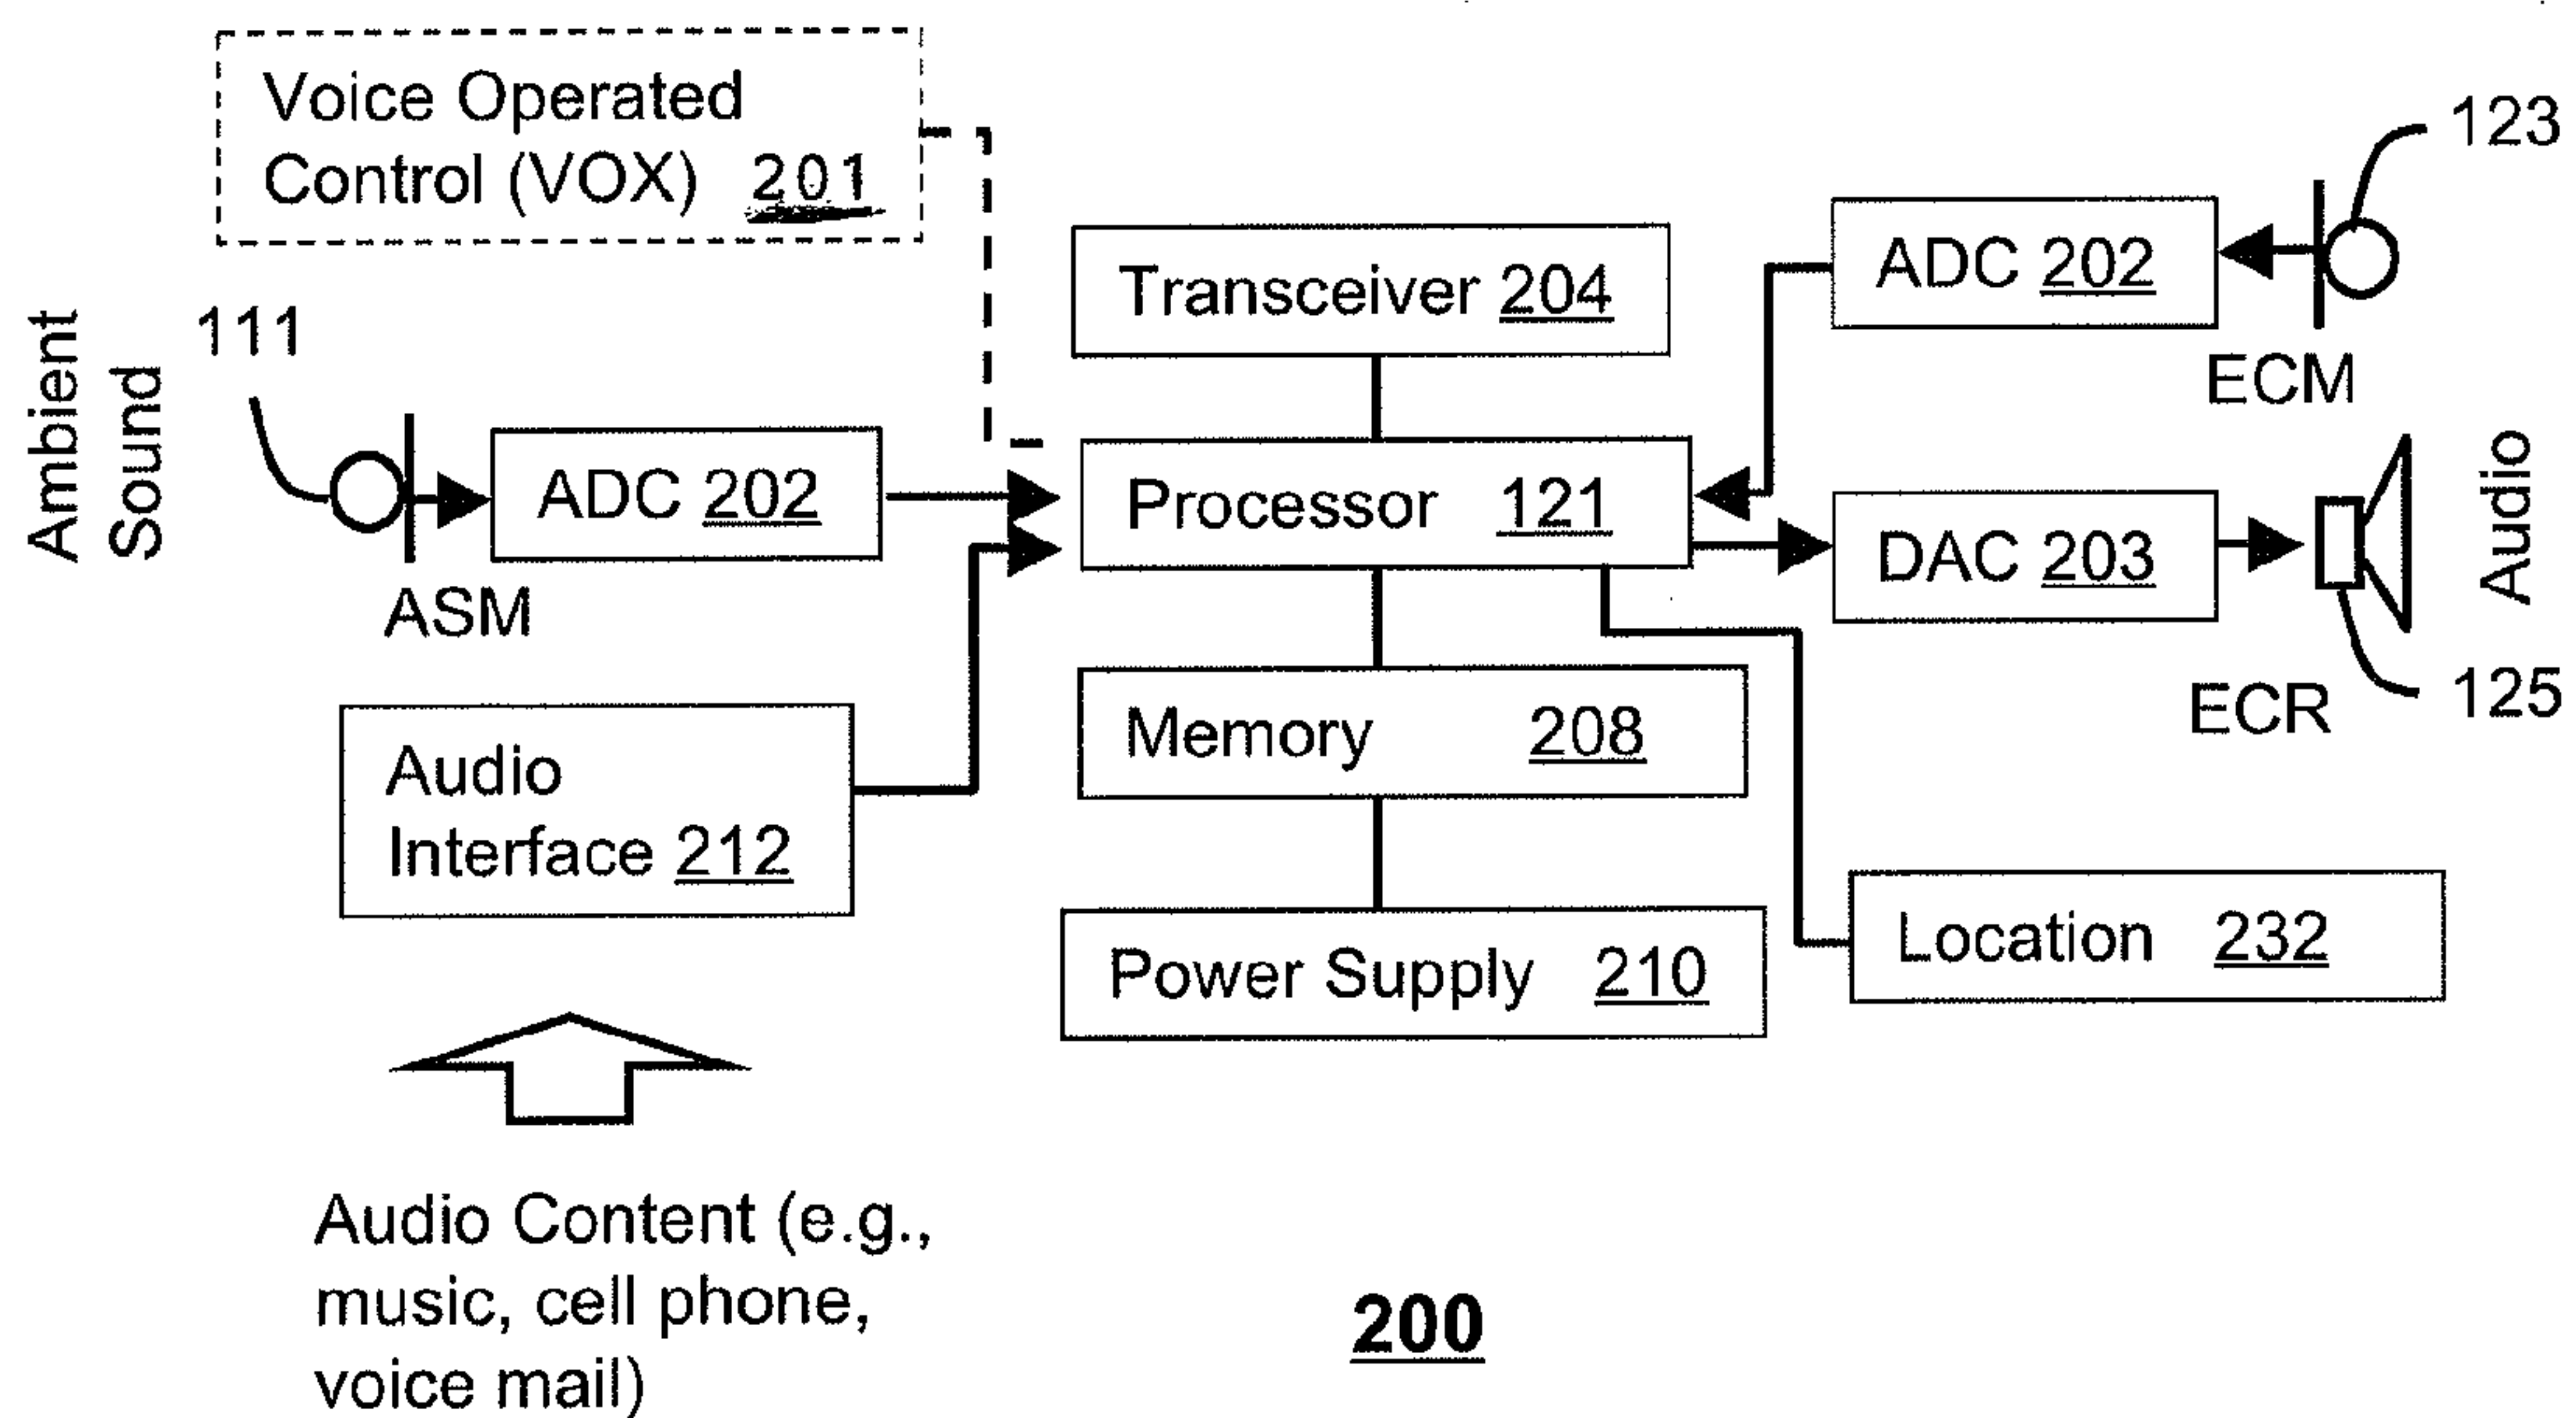 Voice Operated
Control (VOX) 201
123
Transceiver 204
ADC 202
ECM
Ambient
Sound
111
ADC 202
ASM
Processor 121
DAC 203
Audio
ECR
125
Memory 208
Audio
Interface 212
Power Supply 210
Location 232
Audio Content (e.g.,
music, cell phone,
voice mail)
200